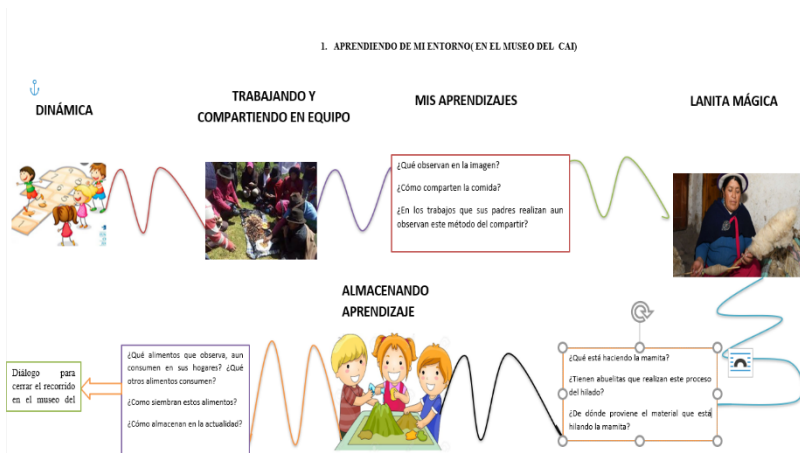 1. APRENDIENDO DE MI ENTORNO( EN EL MUSEO DEL CAI)
DINÁMICA
TRABAJANDO Y
COMPARTIENDO EN EQUIPO
MIS APRENDIZAJES
LANITA MÁGICA
¿Qué observan en la imagen?
¿Cómo comparten la comida?
¿En los trabajos que sus padres realizan aun
observan este método del compartir?
ALMACENANDO
APRENDIZAJE
¿Qué está haciendo la mamita?
¿Tienen abuelitas que realizan este proceso
del hilado?
¿De dónde proviene el material que está
hilando la mamita?
¿Qué alimentos que observa, aun
consumen en sus hogares? ¿Qué
otros alimentos consumen?
¿Como siembran estos alimentos?
¿Cómo almacenan en la actualidad?
Diálogo para
cerrar el recorrido
en el museo del